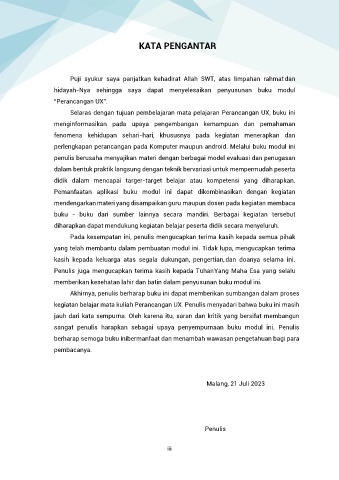 KATA PENGANTAR
Puji syukur saya panjatkan kehadirat Allah SWT, atas limpahan rahmat dan
hidayah-Nya sehingga saya dapat menyelesaikan penyusunan buku modul
"Perancangan UX".
Selaras dengan tujuan pembelajaran mata pelajaran Perancangan UX, buku ini
menginformasikan pada upaya pengembangan kemampuan dan pemahaman
fenomena kehidupan sehari-hari, khususnya pada kegiatan menerapkan dan
perlengkapan perancangan pada Komputer maupun android. Melalui buku modul ini
penulis berusaha menyajikan materi dengan berbagai model evaluasi dan penugasan
dalam bentuk praktik langsung dengan teknik bervariasi untuk mempermudah peserta
didik dalam mencapai target-target belajar atau kompetensi yang diharapkan.
Pemanfaatan aplikasi buku modul ini dapat dikombinasikan dengan kegiatan
mendengarkan materi yang disampaikan guru maupun dosen pada kegiatan membaca
buku - buku dari sumber lainnya secara mandiri. Berbagai kegiatan tersebut
diharapkan dapat mendukung kegiatan belajar peserta didik secara menyeluruh.
Pada kesempatan ini, penulis mengucapkan terima kasih kepada semua pihak
yang telah membantu dalam pembuatan modul ini. Tidak lupa, mengucapkan terima
kasih kepada keluarga atas segala dukungan, pengertian, dan doanya selama ini.
Penulis juga mengucapkan terima kasih kepada TuhanYang Maha Esa yang selalu
memberikan kesehatan lahir dan batin dalam penyusunan buku modul ini.
Akhirnya, penulis berharap buku ini dapat memberikan sumbangan dalam proses
kegiatan belajar mata kuliah Perancangan UX. Penulis menyadari bahwa buku ini masih
jauh dari kata sempurna. Oleh karena itu, saran dan kritik yang bersifat membangun
sangat penulis harapkan sebagai upaya penyempurnaan buku modul ini. Penulis
berharap semoga buku inibermanfaat dan menambah wawasan pengetahuan bagi para
pembacanya.
Malang, 21 Juli 2023
Penulis
iii